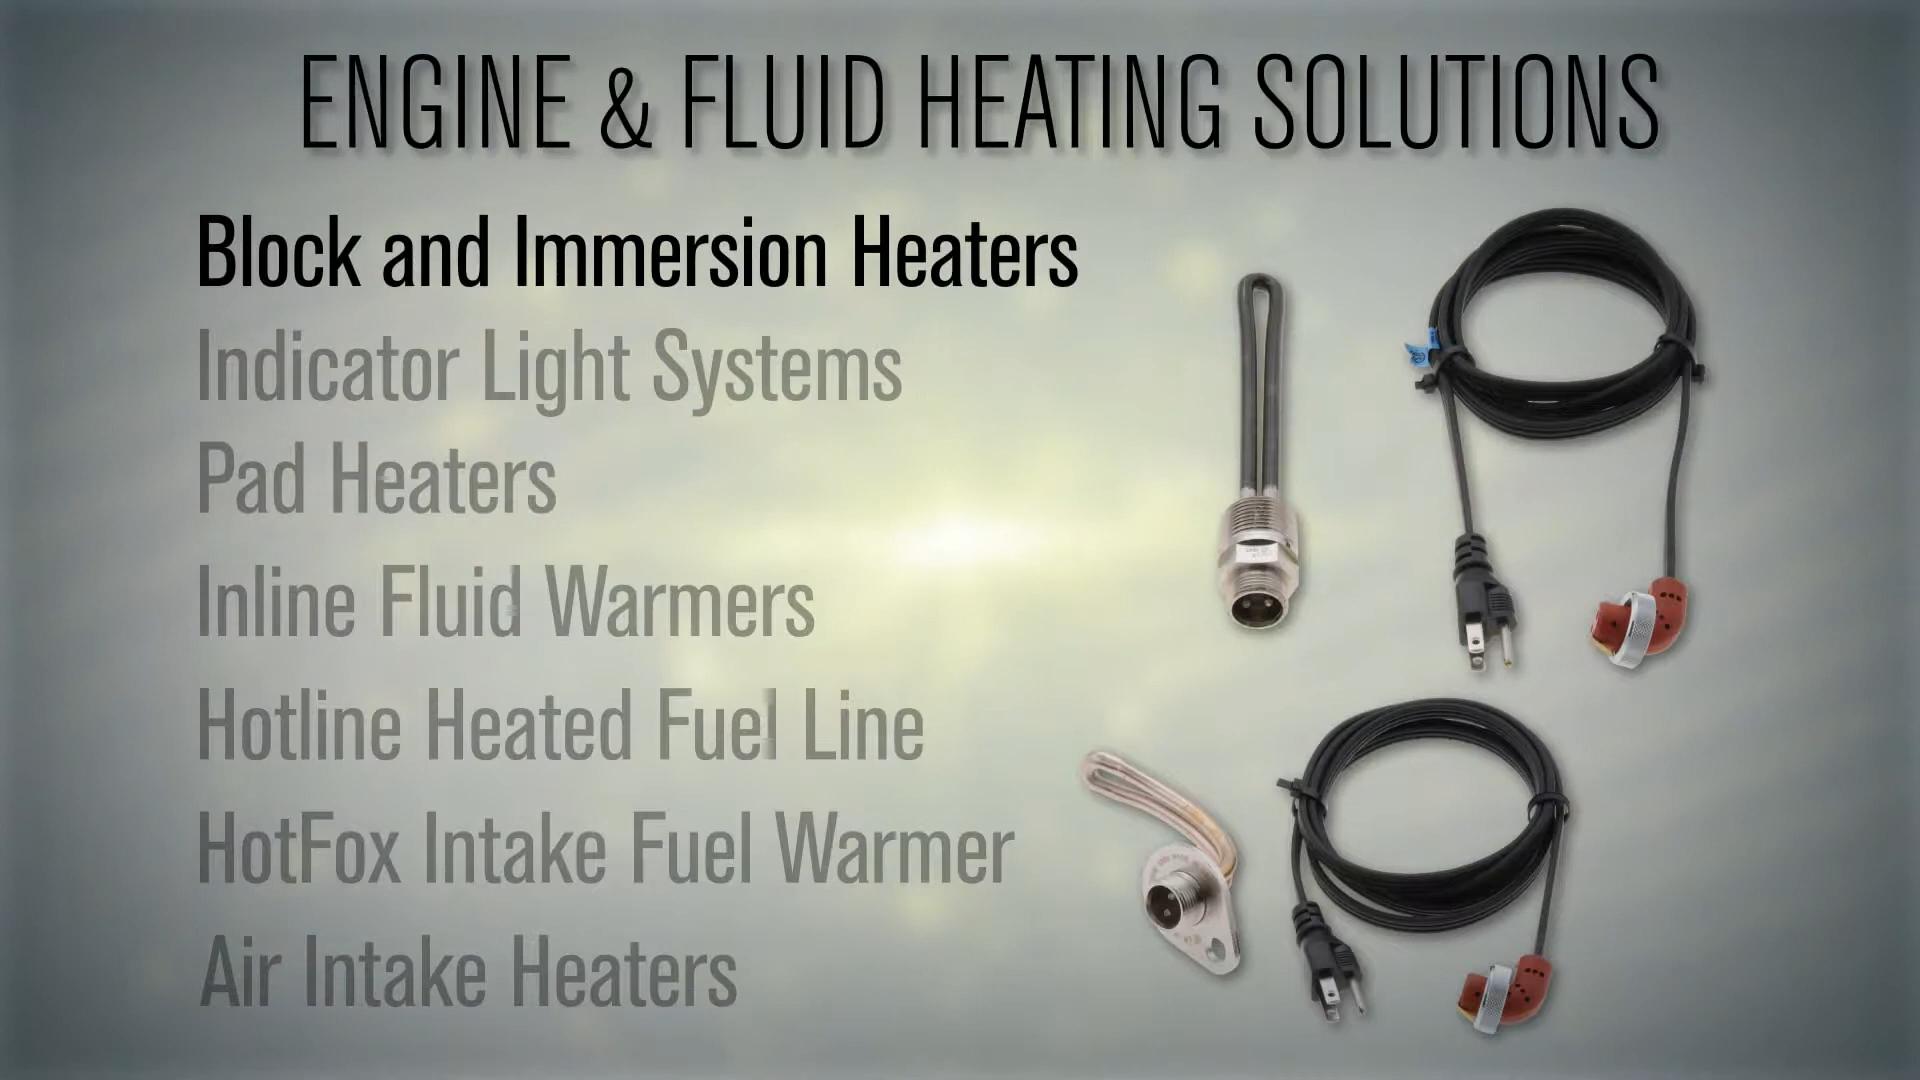 ENGINE & FLUID HEATING SOLUTIONS
Block and Immersion Heaters
Indicator Light Systems
Pad Heaters
Inline Fluid Warmers
Hotline Heated Fuel Line
HotFox Intake Fuel Warmer
Air Intake Heaters